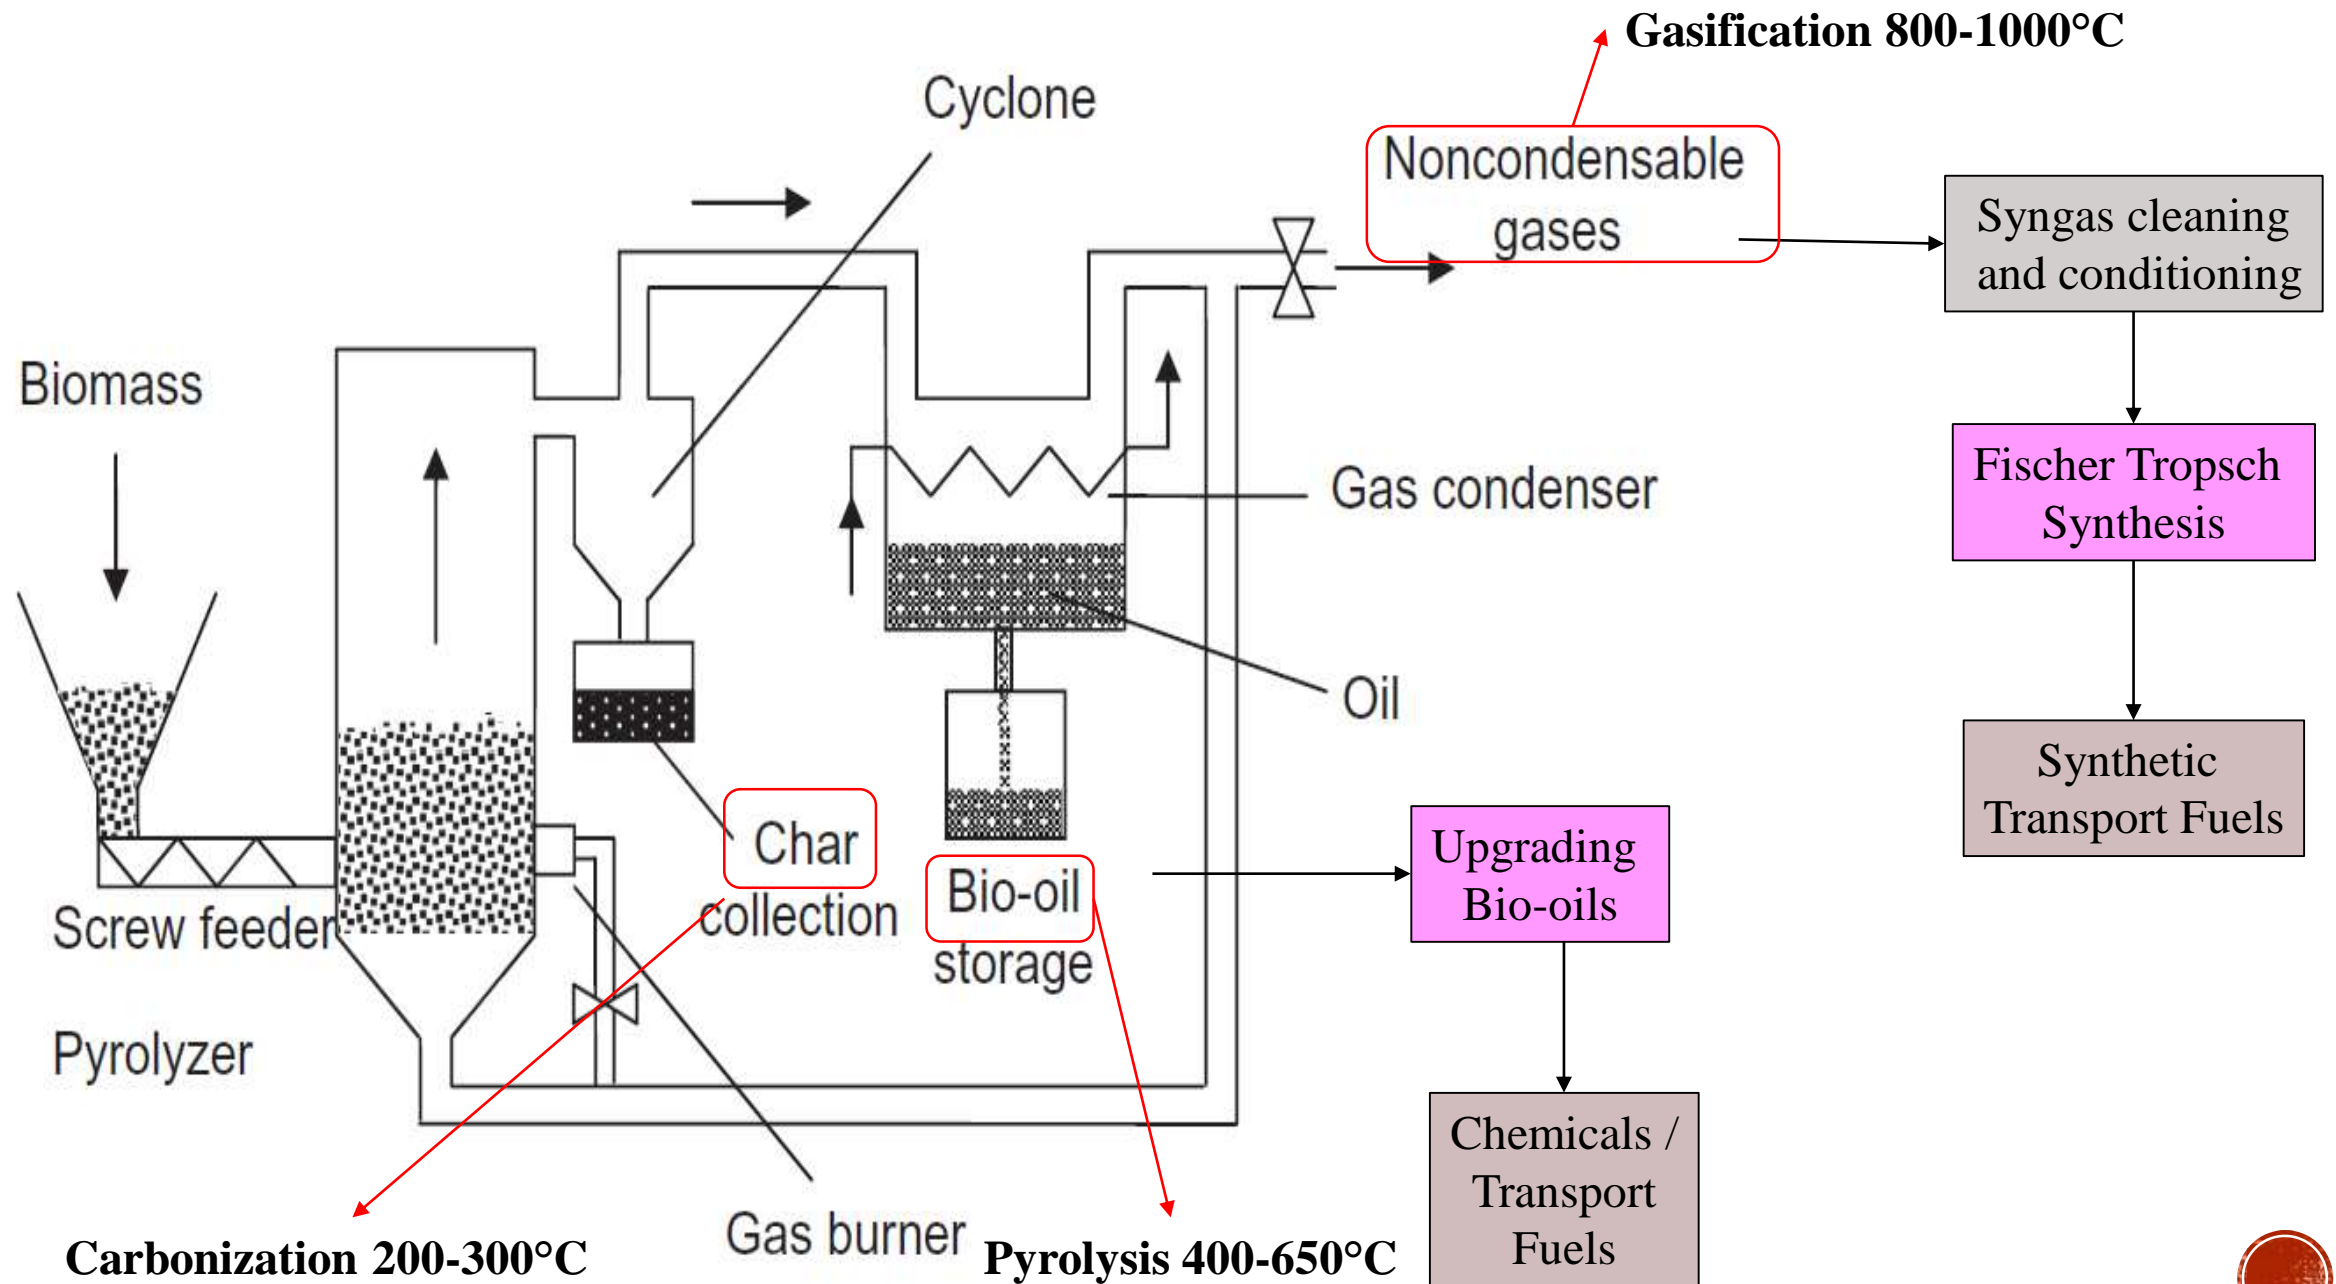 Gasification 800-1000°C
Cyclone
Noncondensable
gases
Syngas cleaning
and conditioning
Biomass
Fischer Tropsch
Synthesis
Gas condenser
Oil
Synthetic
Transport Fuels
Char
collection
Bio-oil
storage
Upgrading
Bio-oils
Screw feeder
Pyrolyzer
Chemicals /
Transport
Fuels
Gas burner
Carbonization 200-300°C
Pyrolysis 400-650°C